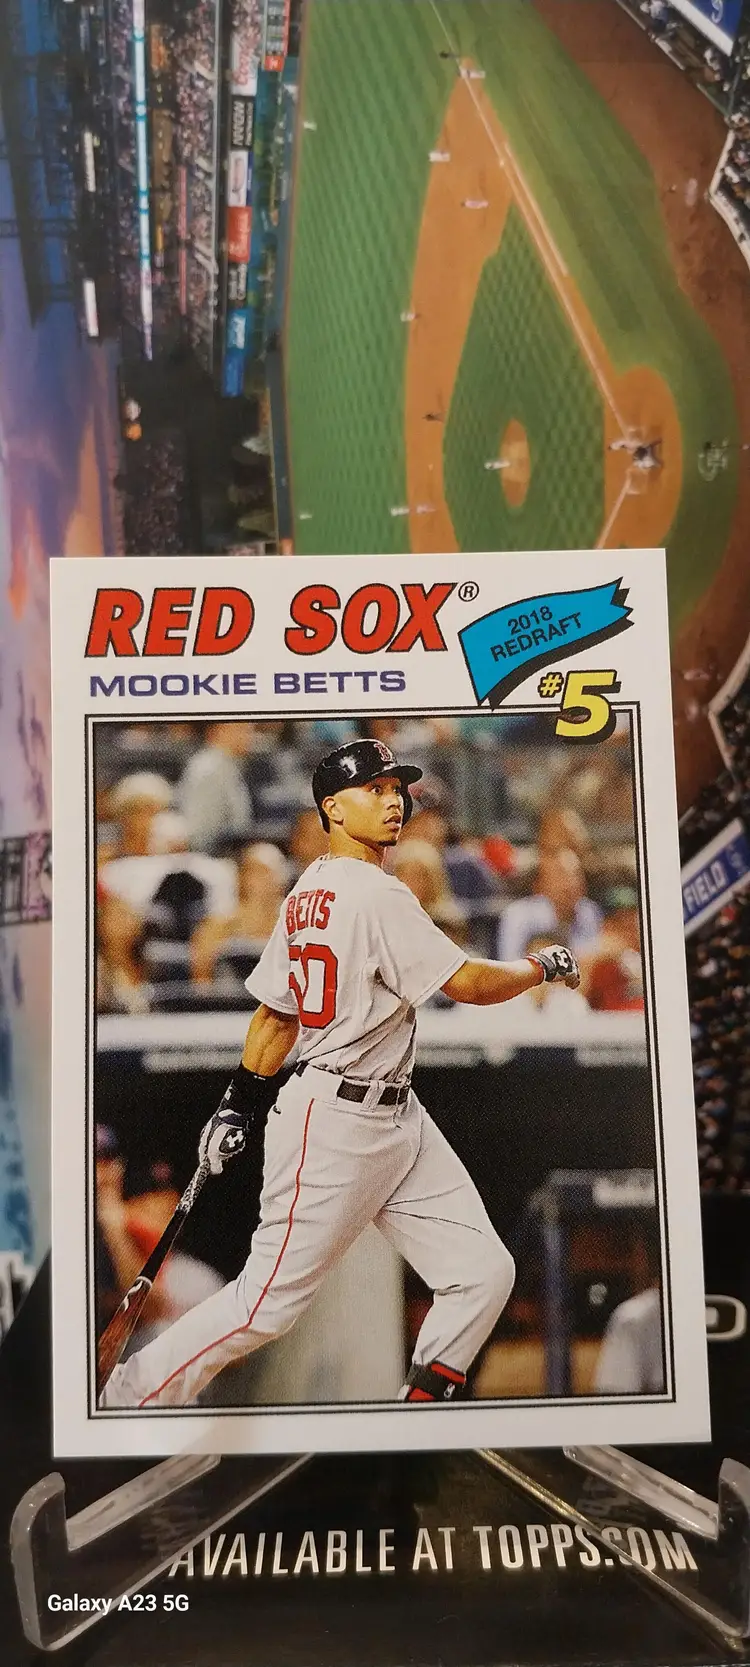 RED SOX®
MOOKIE BETTS
2018
REDRAFT
#5
BETTS
50
FIELD
AVAILABLE AT TOPPS.COM
Galaxy A23 5G